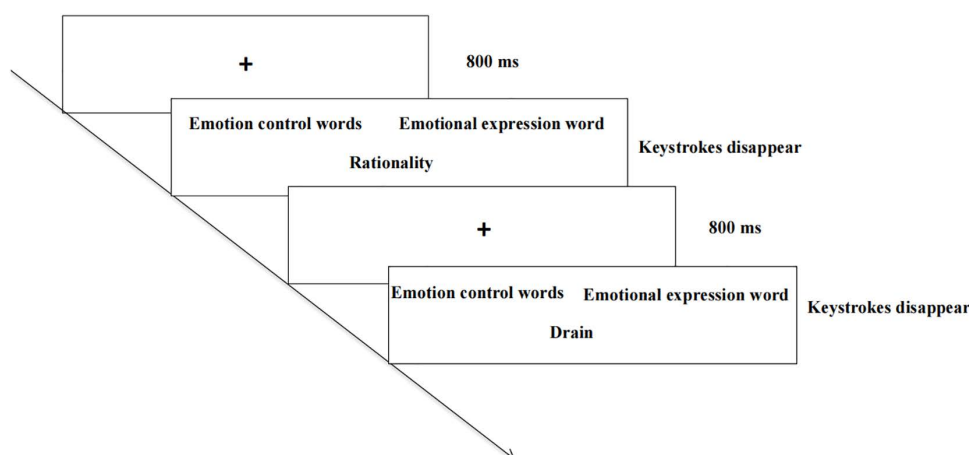 +
800 ms
Emotion control words Emotional expression word
Rationality
Keystrokes disappear
+
800 ms
Emotion control words Emotional expression word
Drain
Keystrokes disappear